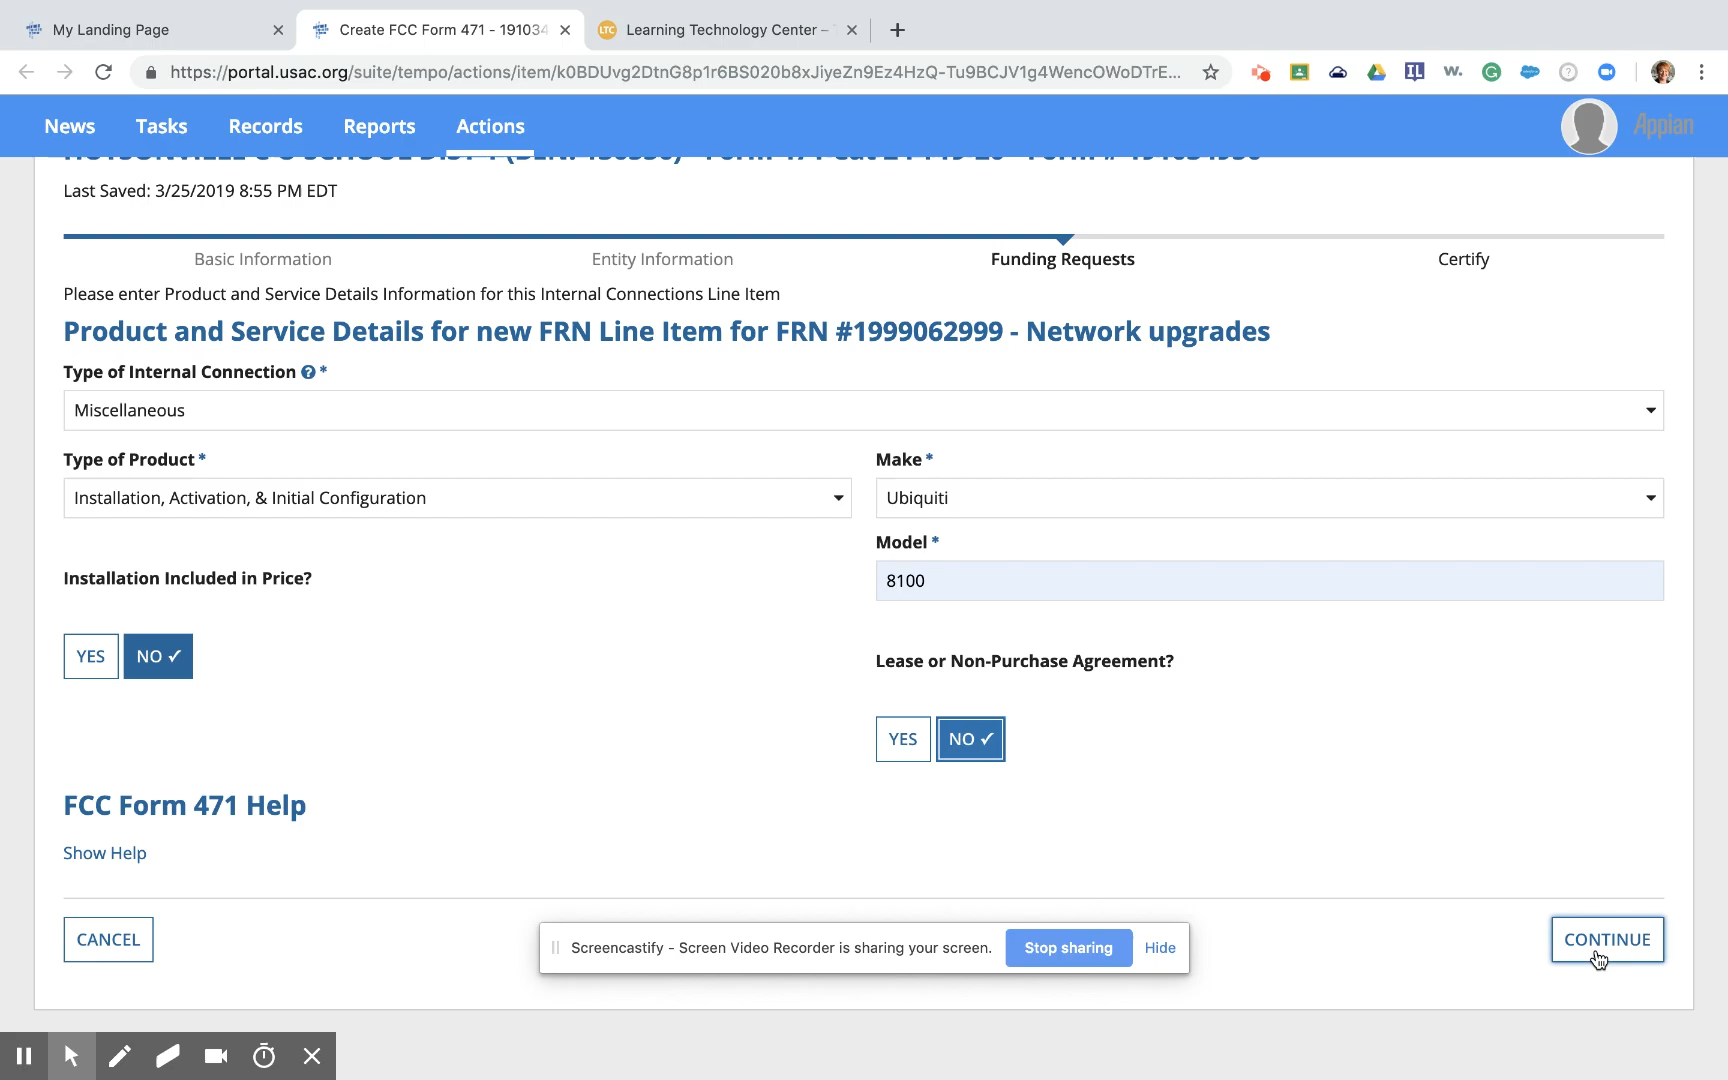 My Landing Page
Create FCC Form 471 - 191034
LTC Learning Technology Center –
https://portal.usac.org/suite/tempo/actions/item/k0BDUvg2DtnG8p1r6BS020b8xJiyeZn9Ez4HzQ-Tu9BCJV1g4WencOWoDTrE...
News Tasks Records Reports Actions
Appian
Last Saved: 3/25/2019 8:55 PM EDT
Basic Information Entity Information Funding Requests Certify
Please enter Product and Service Details Information for this Internal Connections Line Item
Product and Service Details for new FRN Line Item for FRN #1999062999 - Network upgrades
Type of Internal Connection ? *
Miscellaneous
Type of Product * Make *
Installation, Activation, & Initial Configuration Ubiquiti
Model *
Installation Included in Price? 8100
YES NO ✓
Lease or Non-Purchase Agreement?
YES NO ✓
FCC Form 471 Help
Show Help
CANCEL
Screencastify - Screen Video Recorder is sharing your screen. Stop sharing Hide
CONTINUE